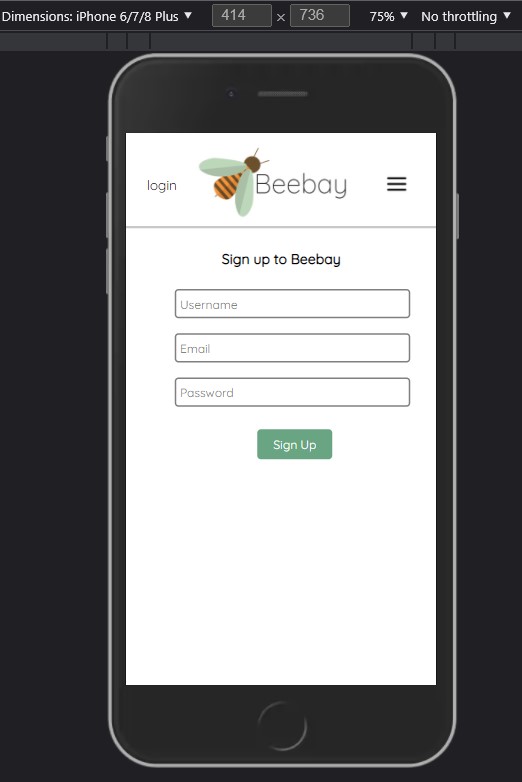 Dimensions: iPhone 6/7/8 Plus ▼ 414 × 736 75% ▼ No throttling ▼
login Beebay
Sign up to Beebay
Username
Email
Password
Sign Up